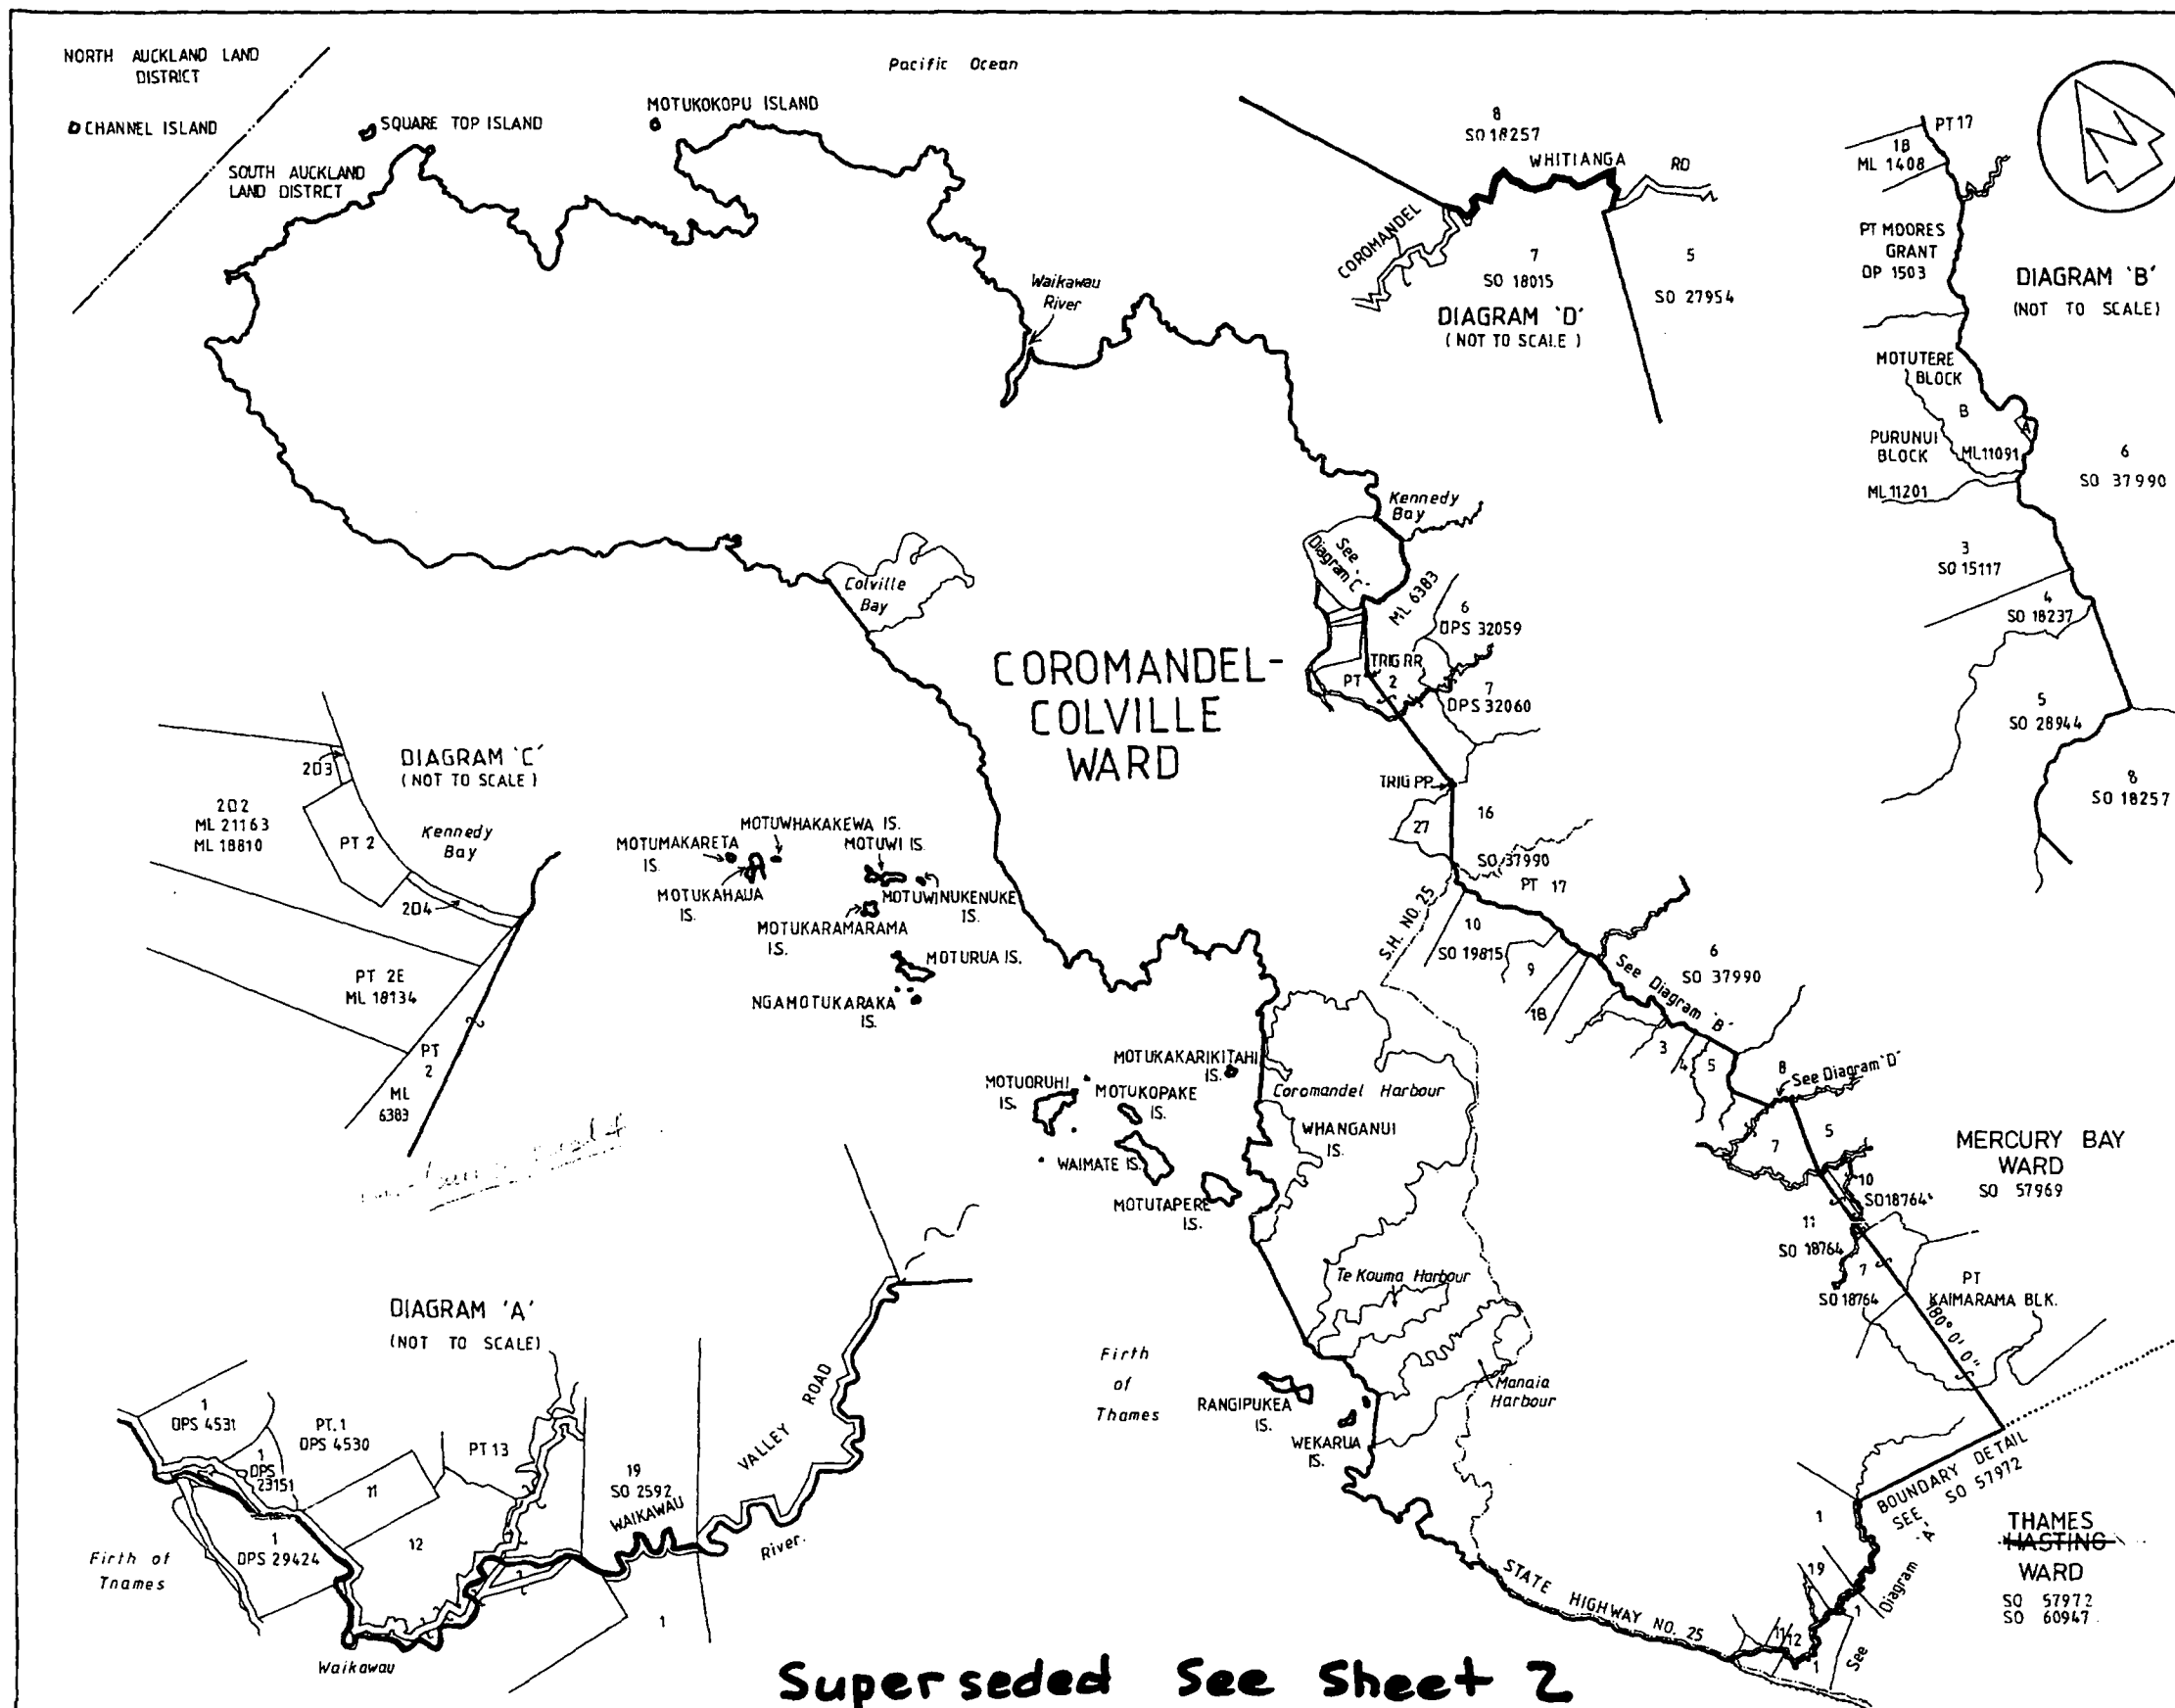 NORTH AUCKLAND LAND
DISTRICT
CHANNEL ISLAND
SQUARE TOP ISLAND
SOUTH AUCKLAND
LAND DISTRCT
MOTUKOKOPU ISLAND
Pacific Ocean
Waikawau
River
8
SO 18257
WHITIANGA RD
COROMANDEL
7
SO 18015
5
SO 27954
DIAGRAM 'D'
(NOT TO SCALE)
PT 17
1B
ML 1408
PT MOORES
GRANT
DP 1503
DIAGRAM 'B'
(NOT TO SCALE)
MOTUTERE
BLOCK
B
A
PURUNUI
BLOCK
ML 11091
ML 11201
6
SO 37990
3
SO 15117
4
SO 18237
5
SO 28944
8
SO 18257
N
Kennedy
Bay
See
Diagram 'C'
ML 6383
6
DPS 32059
TRIG RR
PT 2
7
DPS 32060
TRIG PP
16
27
SO 37990
PT 17
S.H. NO. 25
10
SO 19815
9
1B
6
SO 37990
See Diagram 'B'
3
4
5
8
See Diagram 'D'
7
5
10
SO 18764
11
SO 18764
7
SO 18764
PT
KAIMARAMA BLK.
180° 0' 0"
MERCURY BAY
WARD
SO 57969
Colville
Bay
COROMANDEL-
COLVILLE
WARD
DIAGRAM 'C'
(NOT TO SCALE)
2D3
2D2
ML 21163
ML 18810
PT 2
Kennedy
Bay
2D4
PT 2E
ML 18134
PT
2
ML
6383
MOTUMAKARETA
IS.
MOTUWHAKAKEWA IS.
MOTUWI IS.
MOTUKAHAUA
IS.
MOTUWINUKENUKE
IS.
MOTUKARAMARAMA
IS.
MOTURUA IS.
NGAMOTUKARAKA
IS.
MOTUKAKARIKITAHI
IS.
MOTUORUHI
IS.
MOTUKOPAKE
IS.
WAIMATE IS.
MOTUTAPERE
IS.
Coromandel Harbour
WHANGANUI
IS.
Te Kouma Harbour
Manaia
Harbour
RANGIPUKEA
IS.
WEKARUA
IS.
Firth
of
Thames
DIAGRAM 'A'
(NOT TO SCALE)
1
DPS 4531
PT. 1
DPS 4530
1
DPS
23151
11
PT 13
12
1
DPS 29424
19
SO 2592
WAIKAWAU
VALLEY ROAD
River.
1
Firth of
Thames
Waikawau
STATE HIGHWAY NO. 25
BOUNDARY DETAIL
SEE SO 57972
1
19
1
11
12
1
See Diagram 'A'
THAMES
HASTING
WARD
SO 57972
SO 60947
Superseded See Sheet 2